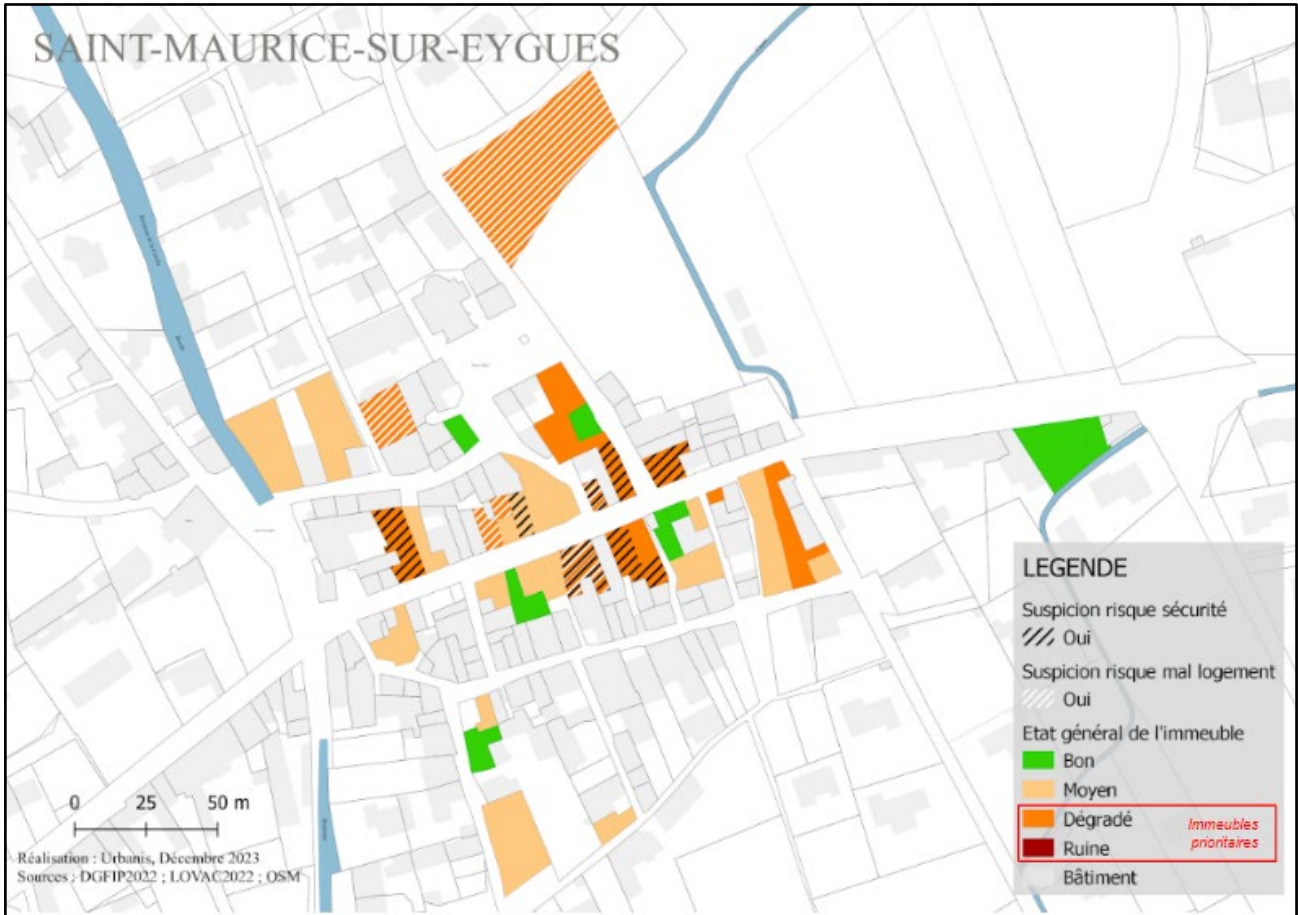 SAINT-MAURICE-SUR-EYGUES
LEGENDE
Suspicion risque sécurité
Oui
Suspicion risque mal logement
Oui
Etat général de l'immeuble
Bon
Moyen
Dégradé
Ruine
Immeubles
prioritaires
Bâtiment
0 25 50 m
Réalisation : Urbanis, Décembre 2023
Sources : DGFIP2022 ; LOVAC2022 ; OSM